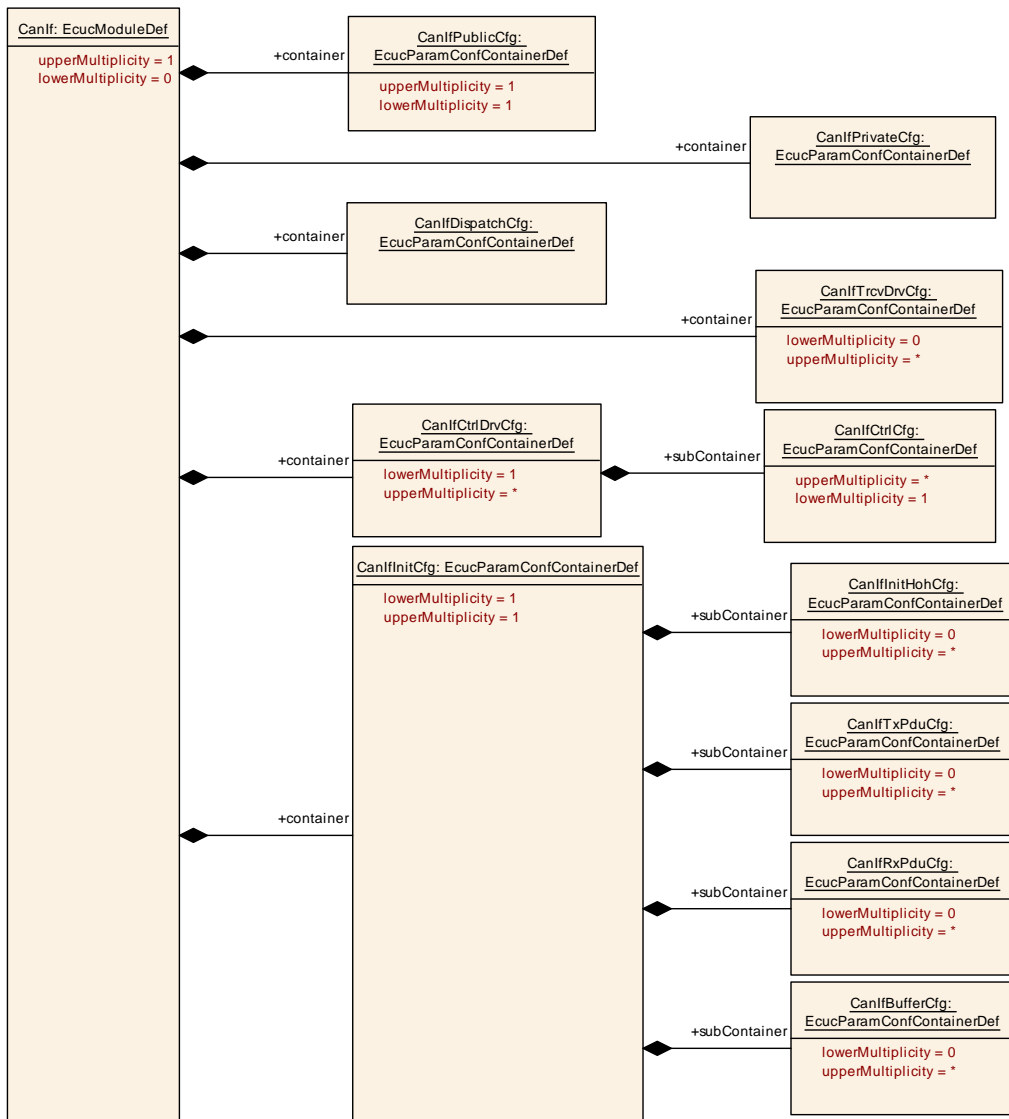 CanIf: EcucModuleDef
upperMultiplicity = 1
lowerMultiplicity = 0
+container
CanIfPublicCfg:
EcucParamConfContainerDef
upperMultiplicity = 1
lowerMultiplicity = 1
+container
CanIfPrivateCfg:
EcucParamConfContainerDef
+container
CanIfDispatchCfg:
EcucParamConfContainerDef
+container
CanIfTrcvDrvCfg:
EcucParamConfContainerDef
lowerMultiplicity = 0
upperMultiplicity = *
+container
CanIfCtrlDrvCfg:
EcucParamConfContainerDef
lowerMultiplicity = 1
upperMultiplicity = *
+subContainer
CanIfCtrlCfg:
EcucParamConfContainerDef
upperMultiplicity = *
lowerMultiplicity = 1
+container
CanIfInitCfg: EcucParamConfContainerDef
lowerMultiplicity = 1
upperMultiplicity = 1
+subContainer
CanIfInitHohCfg:
EcucParamConfContainerDef
lowerMultiplicity = 0
upperMultiplicity = *
+subContainer
CanIfTxPduCfg:
EcucParamConfContainerDef
lowerMultiplicity = 0
upperMultiplicity = *
+subContainer
CanIfRxPduCfg:
EcucParamConfContainerDef
lowerMultiplicity = 0
upperMultiplicity = *
+subContainer
CanIfBufferCfg:
EcucParamConfContainerDef
lowerMultiplicity = 0
upperMultiplicity = *